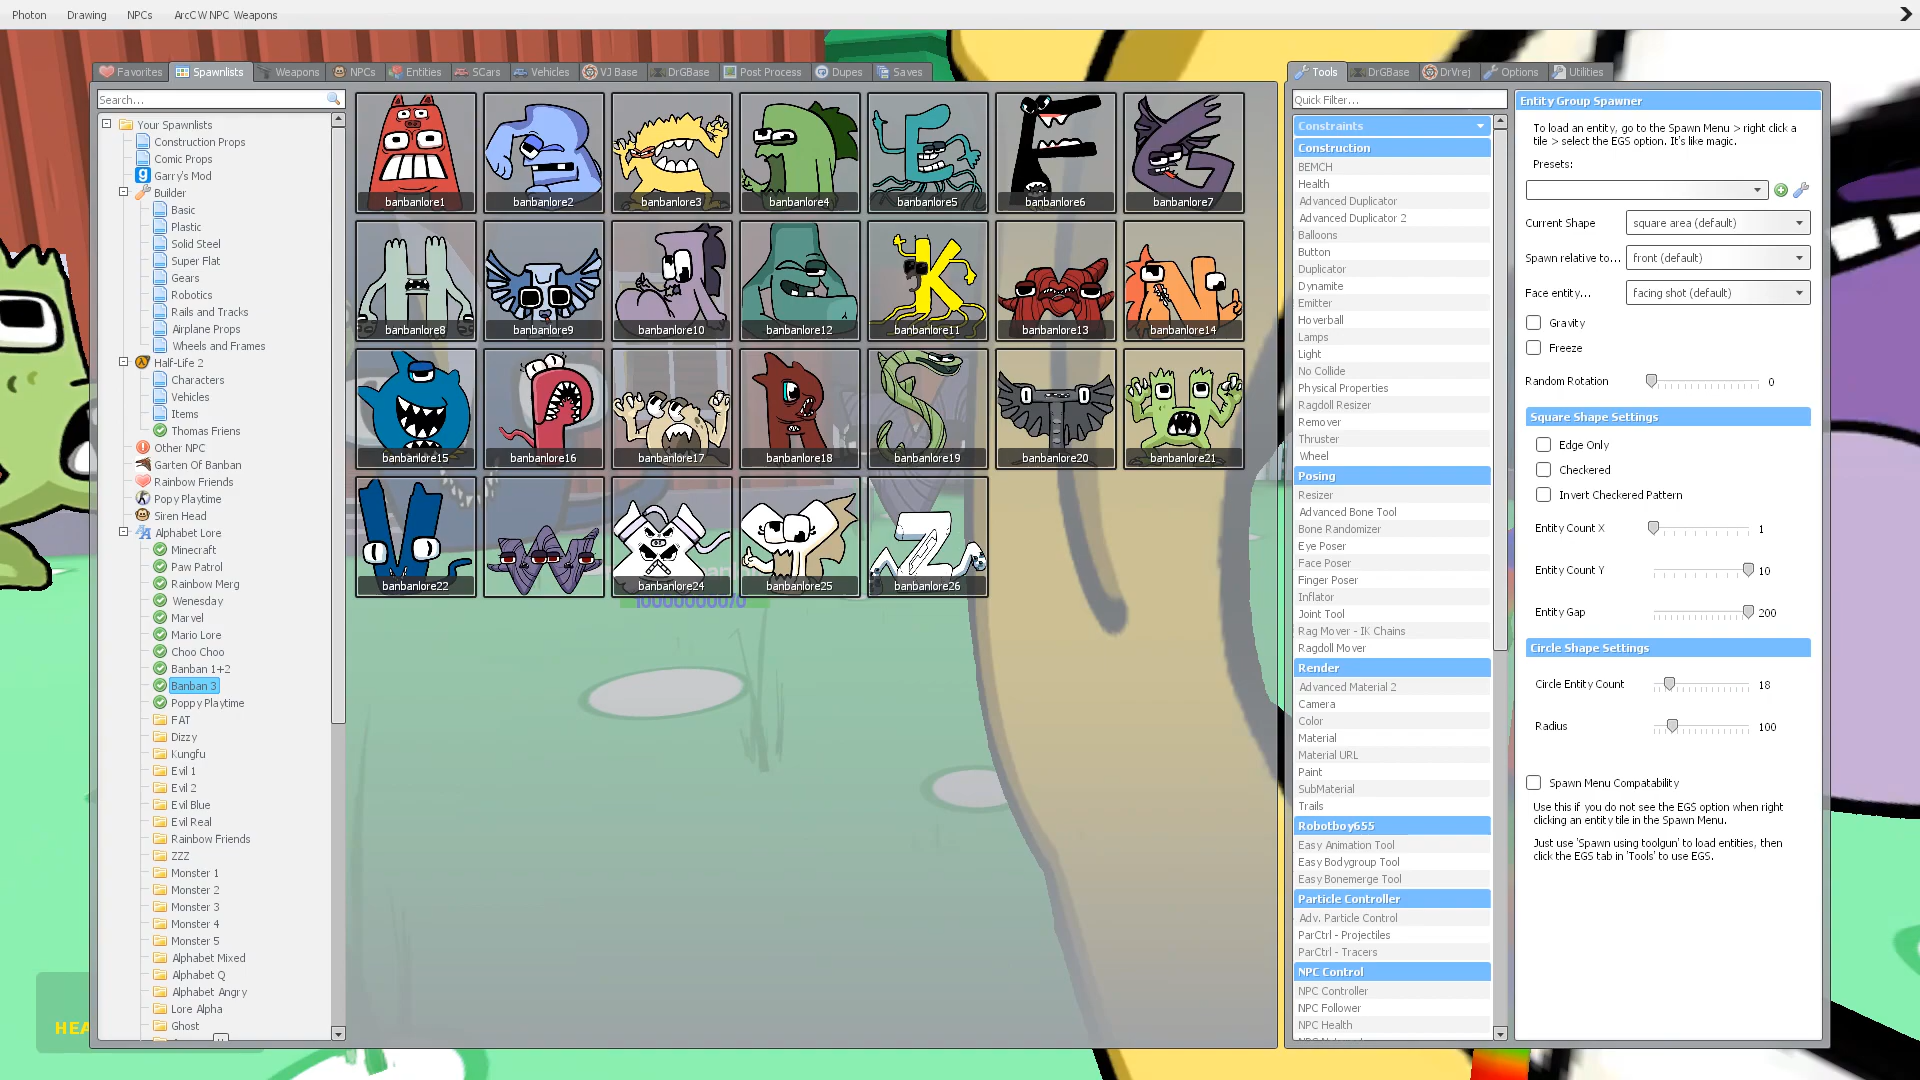 Photon Drawing NPCs ArcCW NPC Weapons
Favorites Spawnlists Weapons NPCs Entities SCars Vehicles VJ Base DrGBase Post Process Dupes Saves
Search...
Your Spawnlists
Construction Props
Comic Props
Garry's Mod
Builder
Basic
Plastic
Solid Steel
Super Flat
Gears
Robotics
Rails and Tracks
Airplane Props
Wheels and Frames
Half-Life 2
Characters
Vehicles
Items
Thomas Friens
Other NPC
Garten Of Banban
Rainbow Friends
Popy Playtime
Siren Head
Alphabet Lore
Minecraft
Paw Patrol
Rainbow Merg
Wenesday
Marvel
Mario Lore
Choo Choo
Banban 1+2
Banban 3
Poppy Playtime
FAT
Dizzy
Kungfu
Evil 1
Evil 2
Evil Blue
Evil Real
Rainbow Friends
ZZZ
Monster 1
Monster 2
Monster 3
Monster 4
Monster 5
Alphabet Mixed
Alphabet Q
Alphabet Angry
Lore Alpha
Ghost
HEA
banbanlore1 banbanlore2 banbanlore3 banbanlore4 banbanlore5 banbanlore6 banbanlore7
banbanlore8 banbanlore9 banbanlore10 banbanlore12 banbanlore11 banbanlore13 banbanlore14
banbanlore15 banbanlore16 banbanlore17 banbanlore18 banbanlore19 banbanlore20 banbanlore21
banbanlore22 banbanlore24 banbanlore25 banbanlore26
Tools DrGBase DrVrej Options Utilities
Quick Filter...
Constraints
Construction
BEMCH
Health
Advanced Duplicator
Advanced Duplicator 2
Balloons
Button
Duplicator
Dynamite
Emitter
Hoverball
Lamps
Light
No Collide
Physical Properties
Ragdoll Resizer
Remover
Thruster
Wheel
Posing
Resizer
Advanced Bone Tool
Bone Randomizer
Eye Poser
Face Poser
Finger Poser
Inflator
Joint Tool
Rag Mover - IK Chains
Ragdoll Mover
Render
Advanced Material 2
Camera
Color
Material
Material URL
Paint
SubMaterial
Trails
Robotboy655
Easy Animation Tool
Easy Bodygroup Tool
Easy Bonemerge Tool
Particle Controller
Adv. Particle Control
ParCtrl - Projectiles
ParCtrl - Tracers
NPC Control
NPC Controller
NPC Follower
NPC Health
Entity Group Spawner
To load an entity, go to the Spawn Menu > right click a
tile > select the EGS option. It's like magic.
Presets:
Current Shape square area (default)
Spawn relative to... front (default)
Face entity... facing shot (default)
Gravity
Freeze
Random Rotation 0
Square Shape Settings
Edge Only
Checkered
Invert Checkered Pattern
Entity Count X 1
Entity Count Y 10
Entity Gap 200
Circle Shape Settings
Circle Entity Count 18
Radius 100
Spawn Menu Compatability
Use this if you do not see the EGS option when right
clicking an entity tile in the Spawn Menu.
Just use 'Spawn using toolgun' to load entities, then
click the EGS tab in 'Tools' to use EGS.